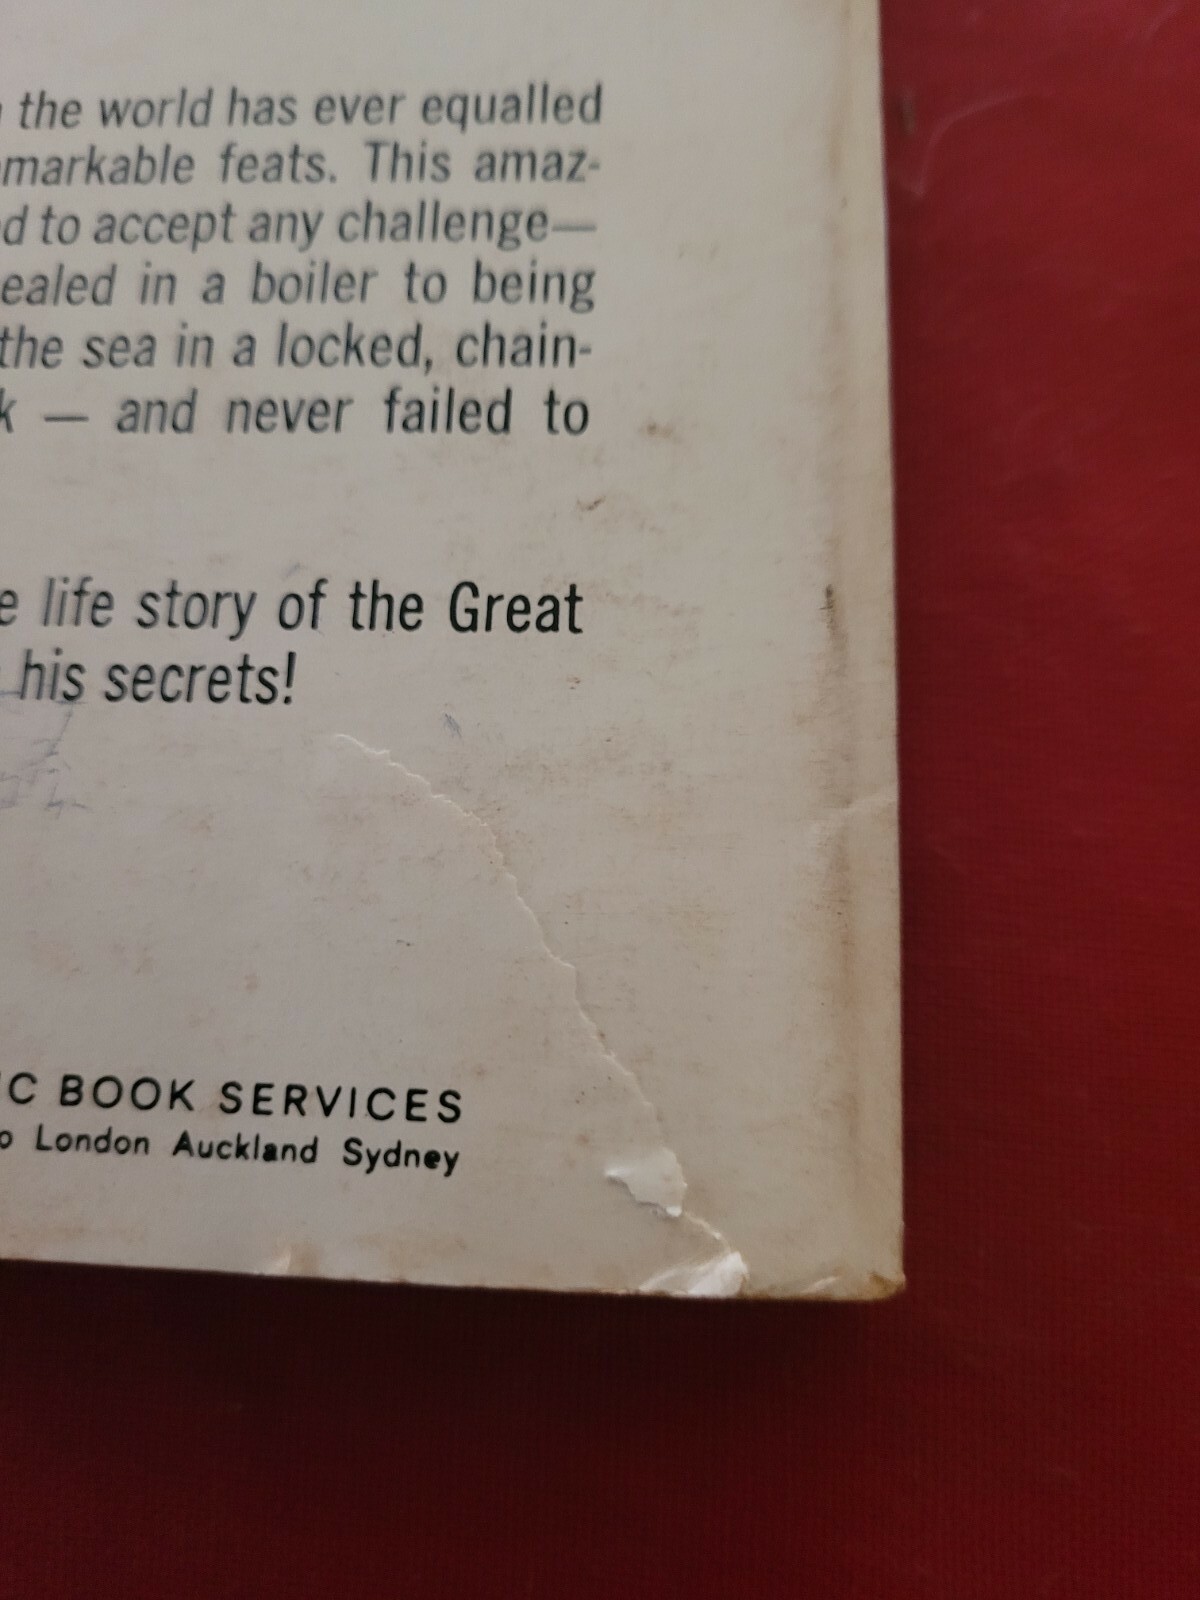 the world has ever equalled
markable feats. This amaz-
d to accept any challenge—
ealed in a boiler to being
the sea in a locked, chain-
k — and never failed to
e life story of the Great
his secrets!
IC BOOK SERVICES
o London Auckland Sydney